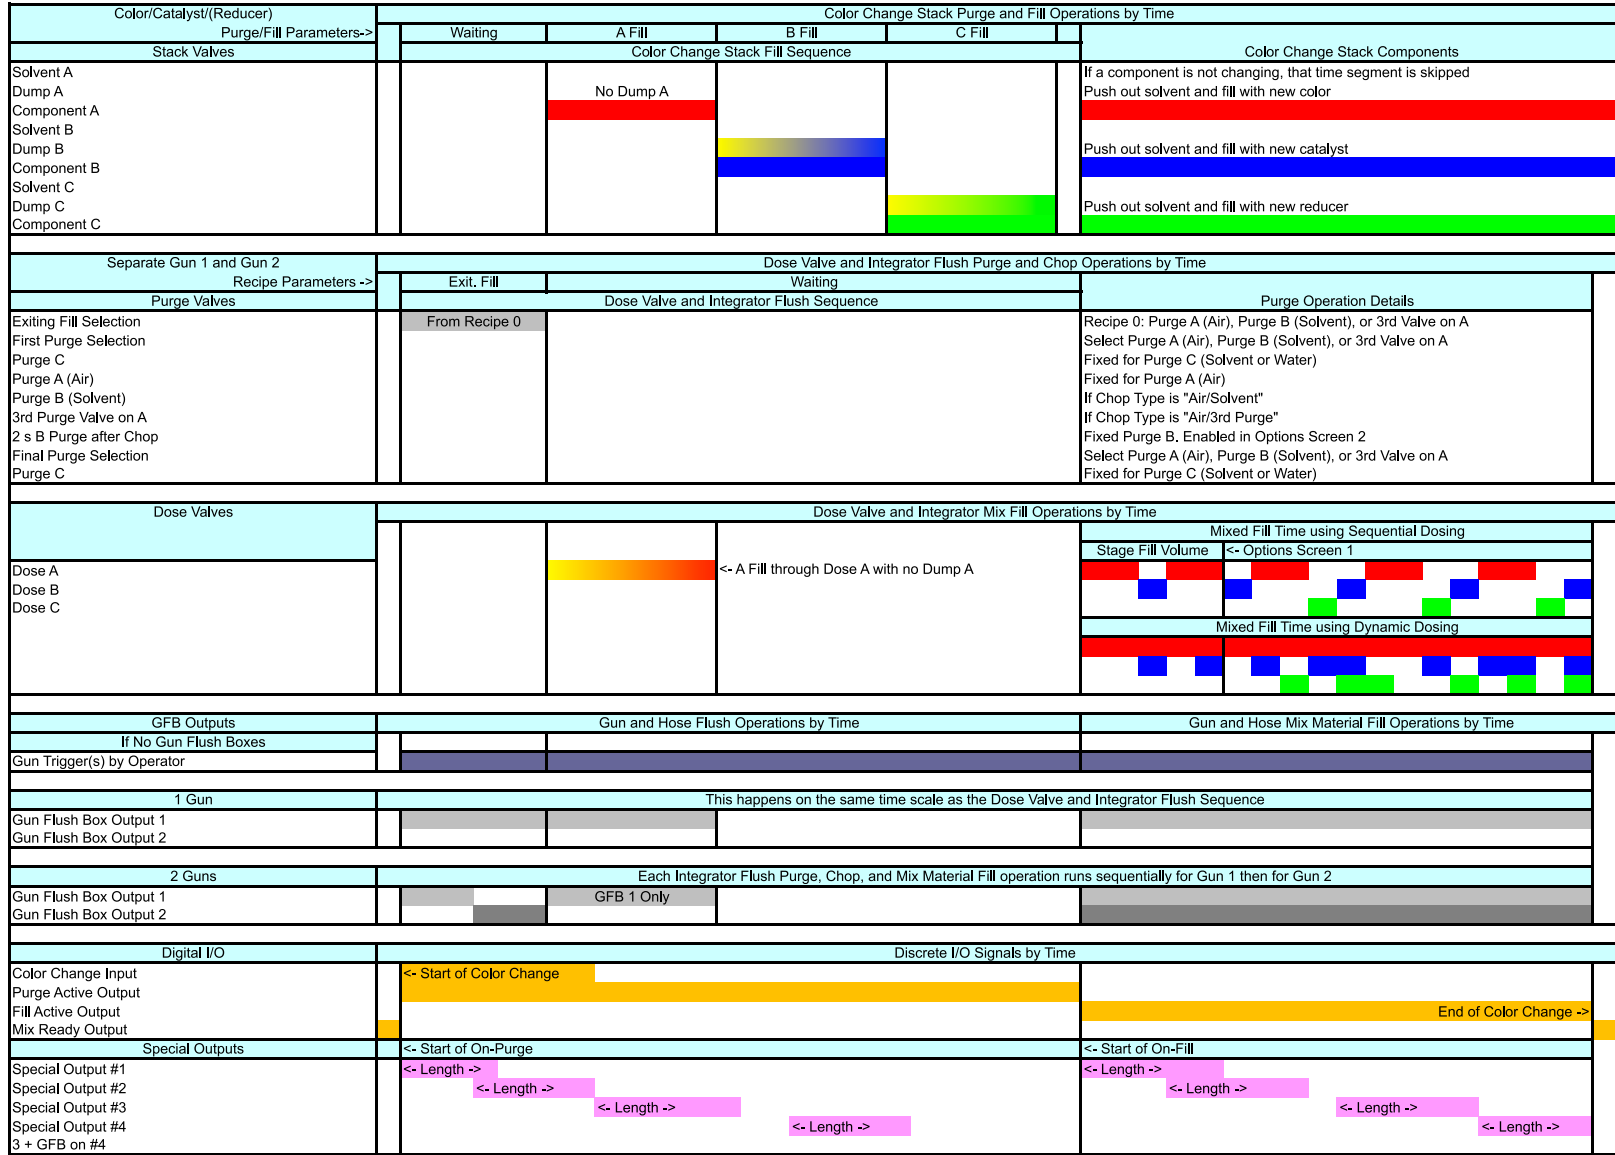 Color/Catalyst/(Reducer) Color Change Stack Purge and Fill Operations by Time
Purge/Fill Parameters-> Waiting A Fill B Fill C Fill
Stack Valves Color Change Stack Fill Sequence Color Change Stack Components
Solvent A If a component is not changing, that time segment is skipped
Dump A No Dump A Push out solvent and fill with new color
Component A
Solvent B
Dump B Push out solvent and fill with new catalyst
Component B
Solvent C
Dump C Push out solvent and fill with new reducer
Component C
Separate Gun 1 and Gun 2 Dose Valve and Integrator Flush Purge and Chop Operations by Time
Recipe Parameters -> Exit. Fill Waiting
Purge Valves Dose Valve and Integrator Flush Sequence Purge Operation Details
Exiting Fill Selection From Recipe 0 Recipe 0: Purge A (Air), Purge B (Solvent), or 3rd Valve on A
First Purge Selection Select Purge A (Air), Purge B (Solvent), or 3rd Valve on A
Purge C Fixed for Purge C (Solvent or Water)
Purge A (Air) Fixed for Purge A (Air)
Purge B (Solvent) If Chop Type is "Air/Solvent"
3rd Purge Valve on A If Chop Type is "Air/3rd Purge"
2 s B Purge after Chop Fixed Purge B. Enabled in Options Screen 2
Final Purge Selection Select Purge A (Air), Purge B (Solvent), or 3rd Valve on A
Purge C Fixed for Purge C (Solvent or Water)
Dose Valves Dose Valve and Integrator Mix Fill Operations by Time
Mixed Fill Time using Sequential Dosing
Stage Fill Volume <- Options Screen 1
Dose A <- A Fill through Dose A with no Dump A
Dose B
Dose C
Mixed Fill Time using Dynamic Dosing
GFB Outputs Gun and Hose Flush Operations by Time Gun and Hose Mix Material Fill Operations by Time
If No Gun Flush Boxes
Gun Trigger(s) by Operator
1 Gun This happens on the same time scale as the Dose Valve and Integrator Flush Sequence
Gun Flush Box Output 1
Gun Flush Box Output 2
2 Guns Each Integrator Flush Purge, Chop, and Mix Material Fill operation runs sequentially for Gun 1 then for Gun 2
Gun Flush Box Output 1 GFB 1 Only
Gun Flush Box Output 2
Digital I/O Discrete I/O Signals by Time
Color Change Input <- Start of Color Change
Purge Active Output
Fill Active Output End of Color Change ->
Mix Ready Output
Special Outputs <- Start of On-Purge <- Start of On-Fill
Special Output #1 <- Length -> <- Length ->
Special Output #2 <- Length -> <- Length ->
Special Output #3 <- Length -> <- Length ->
Special Output #4 <- Length -> <- Length ->
3 + GFB on #4